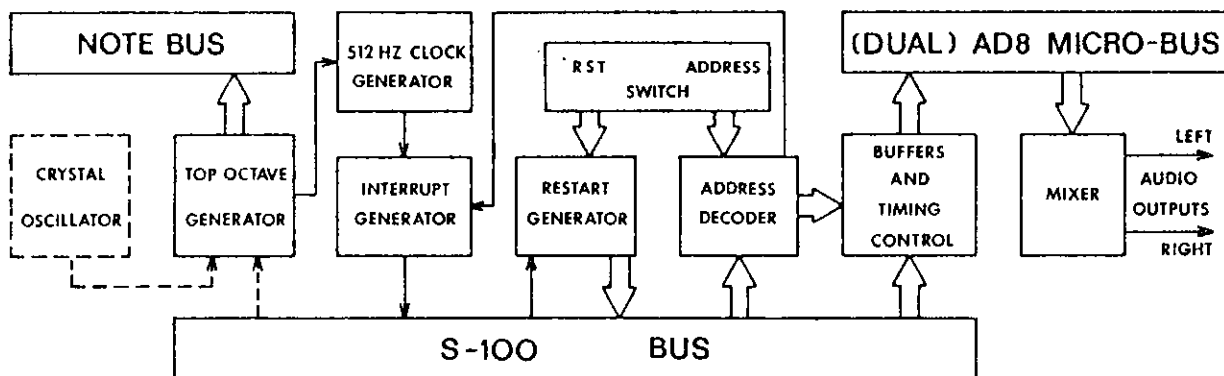 NOTE BUS
512 HZ CLOCK
GENERATOR
RST ADDRESS
SWITCH
(DUAL) AD8 MICRO-BUS
CRYSTAL
OSCILLATOR
TOP OCTAVE
GENERATOR
INTERRUPT
GENERATOR
RESTART
GENERATOR
ADDRESS
DECODER
BUFFERS
AND
TIMING
CONTROL
MIXER
LEFT
AUDIO
OUTPUTS
RIGHT
S-100 BUS